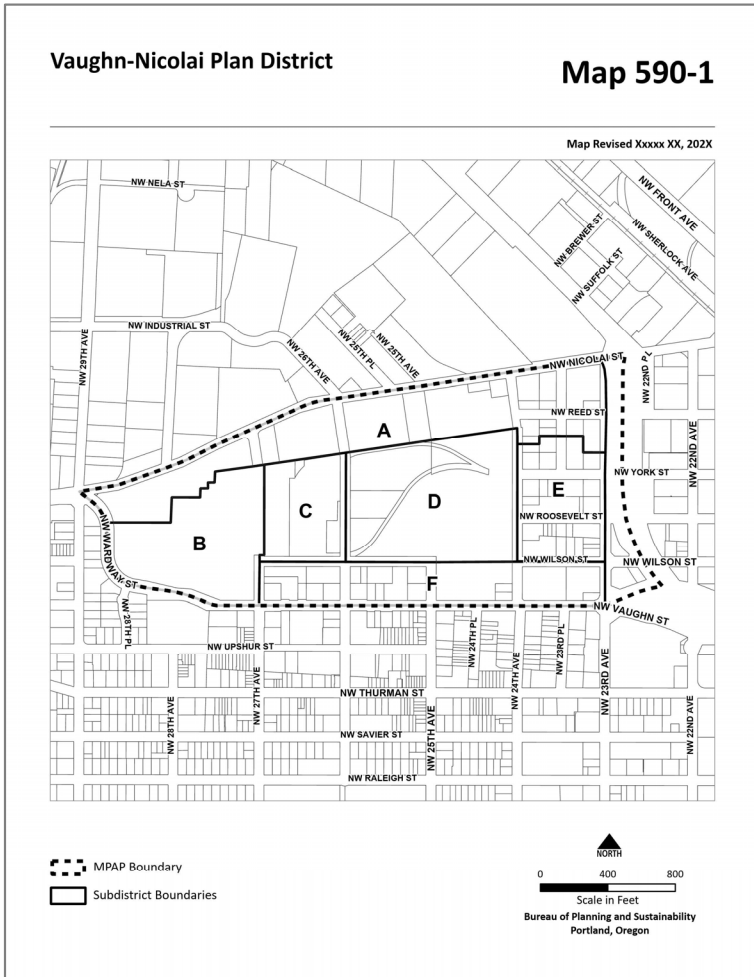 Vaughn-Nicolai Plan District
Map 590-1
Map Revised Xxxxx XX, 202X
NW NELA ST
NW FRONT AVE
NW SHERLOCK AVE
NW BREWER ST
NW SUFFOLK ST
NW INDUSTRIAL ST
NW 29TH AVE
NW 26TH AVE
NW 25TH PL
NW 25TH AVE
NW NICOLAI ST
NW 22ND PL
NW REED ST
A
NW 22ND AVE
NW YORK ST
E
C
D
NW ROOSEVELT ST
B
NW WARDWAY ST
NW WILSON ST
NW WILSON ST
F
NW VAUGHN ST
NW 28TH PL
NW UPSHUR ST
NW 24TH PL
NW 23RD PL
NW 27TH AVE
NW 24TH AVE
NW 23RD AVE
NW THURMAN ST
NW 28TH AVE
NW 25TH AVE
NW 22ND AVE
NW SAVIER ST
NW RALEIGH ST
MPAP Boundary
Subdistrict Boundaries
NORTH
0 400 800
Scale in Feet
Bureau of Planning and Sustainability
Portland, Oregon